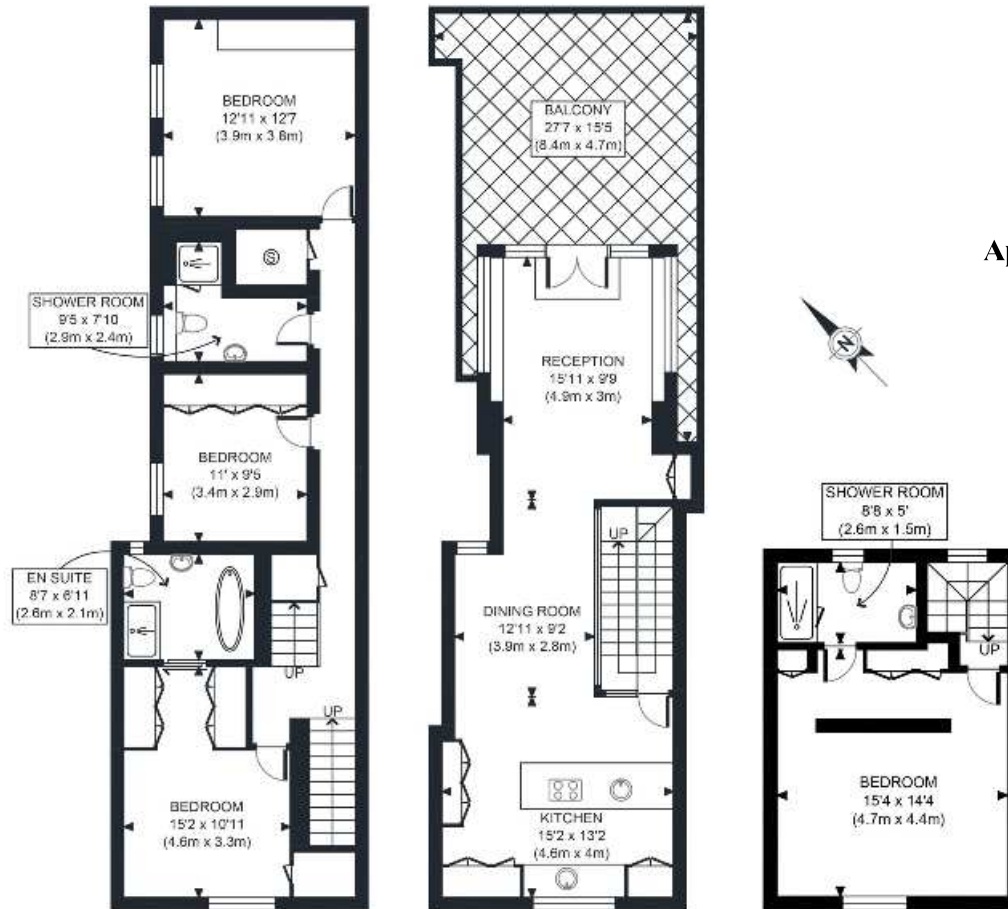 BEDROOM
12'11 x 12'7
(3.9m x 3.8m)
S
SHOWER ROOM
9'5 x 7'10
(2.9m x 2.4m)
BEDROOM
11' x 9'5
(3.4m x 2.9m)
EN SUITE
8'7 x 6'11
(2.6m x 2.1m)
UP
UP
BEDROOM
15'2 x 10'11
(4.6m x 3.3m)
BALCONY
27'7 x 15'5
(8.4m x 4.7m)
RECEPTION
15'11 x 9'9
(4.9m x 3m)
UP
DINING ROOM
12'11 x 9'2
(3.9m x 2.8m)
KITCHEN
15'2 x 13'2
(4.6m x 4m)
Ap
N
SHOWER ROOM
8'8 x 5'
(2.6m x 1.5m)
UP
BEDROOM
15'4 x 14'4
(4.7m x 4.4m)